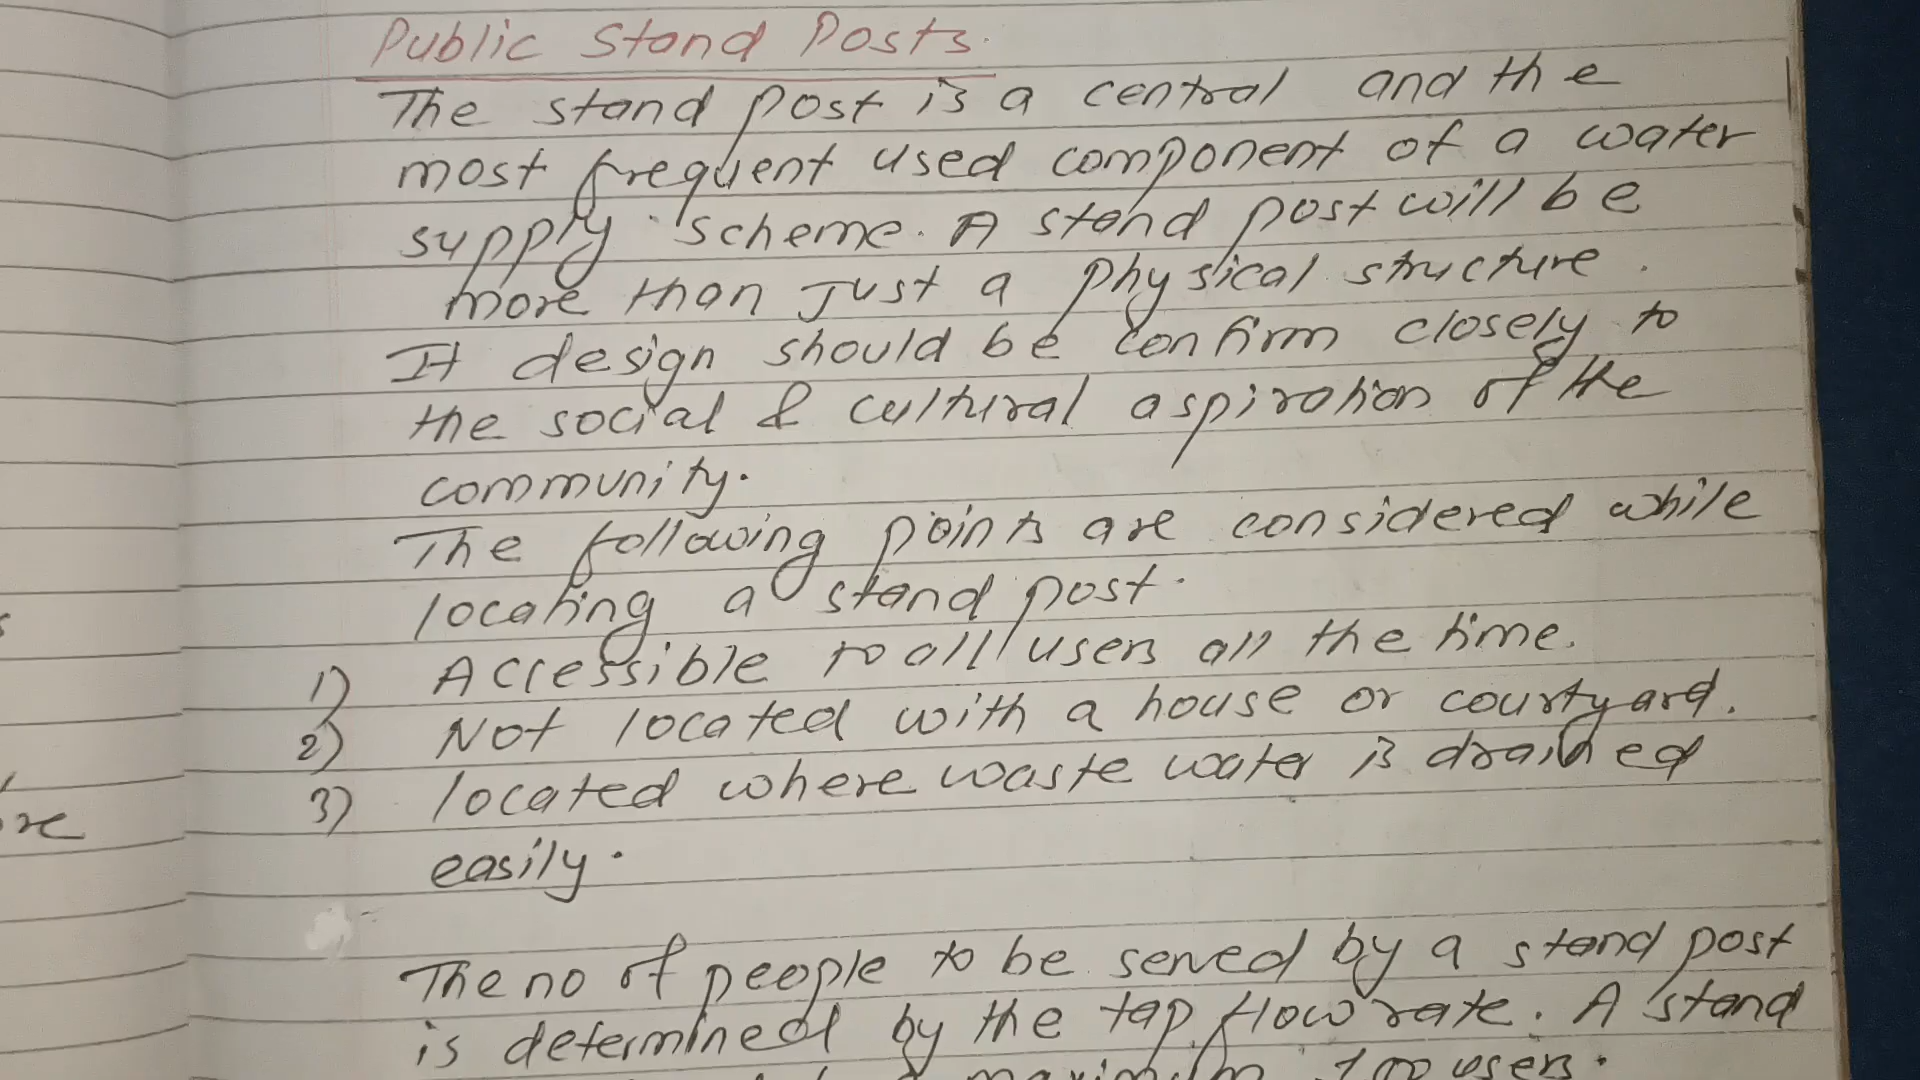 Public Stand Posts.
The stand post is a central and the
most frequent used component of a water
supply scheme. A stand post will be
more than just a physical structure.
It design should be confirm closely to
the social & cultural aspiration of the
community.
The following points are considered while
locating a stand post.
1) Accessible to all users all the time.
2) Not located with a house or courtyard.
3) located where waste water is drained
easily.
The no of people to be served by a stand post
is determined by the tap flow rate. A stand
maximum 100 users.
re